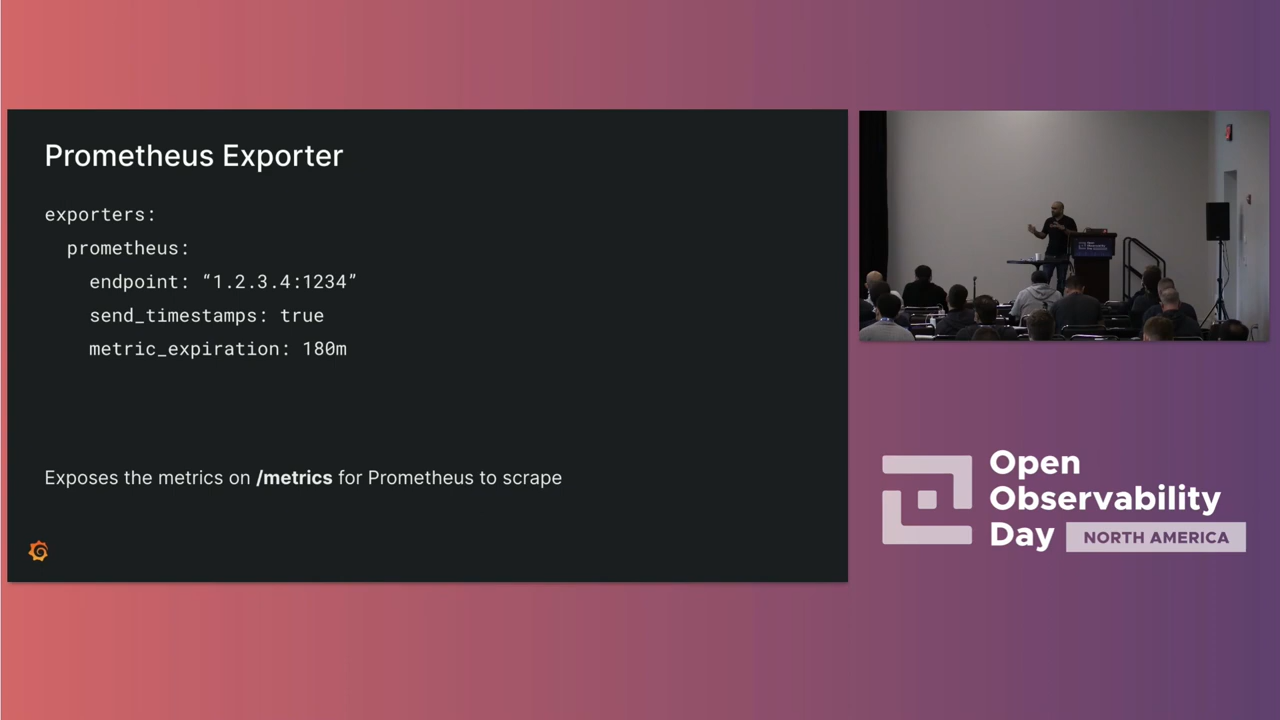 Prometheus Exporter
exporters:
  prometheus:
    endpoint: “1.2.3.4:1234”
    send_timestamps: true
    metric_expiration: 180m
Exposes the metrics on /metrics for Prometheus to scrape
Open
Observability
Day NORTH AMERICA